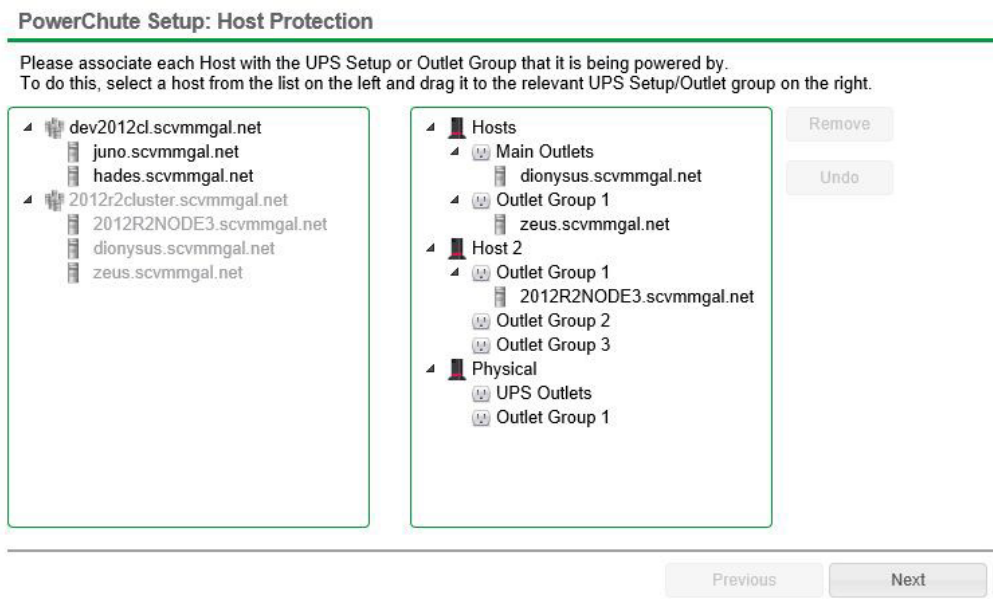 PowerChute Setup: Host Protection
Please associate each Host with the UPS Setup or Outlet Group that it is being powered by.
To do this, select a host from the list on the left and drag it to the relevant UPS Setup/Outlet group on the right.
dev2012cl.scvmmgal.net
juno.scvmmgal.net
hades.scvmmgal.net
2012r2cluster.scvmmgal.net
2012R2NODE3.scvmmgal.net
dionysus.scvmmgal.net
zeus.scvmmgal.net
Hosts
Main Outlets
dionysus.scvmmgal.net
Outlet Group 1
zeus.scvmmgal.net
Host 2
Outlet Group 1
2012R2NODE3.scvmmgal.net
Outlet Group 2
Outlet Group 3
Physical
UPS Outlets
Outlet Group 1
Remove
Undo
Previous
Next